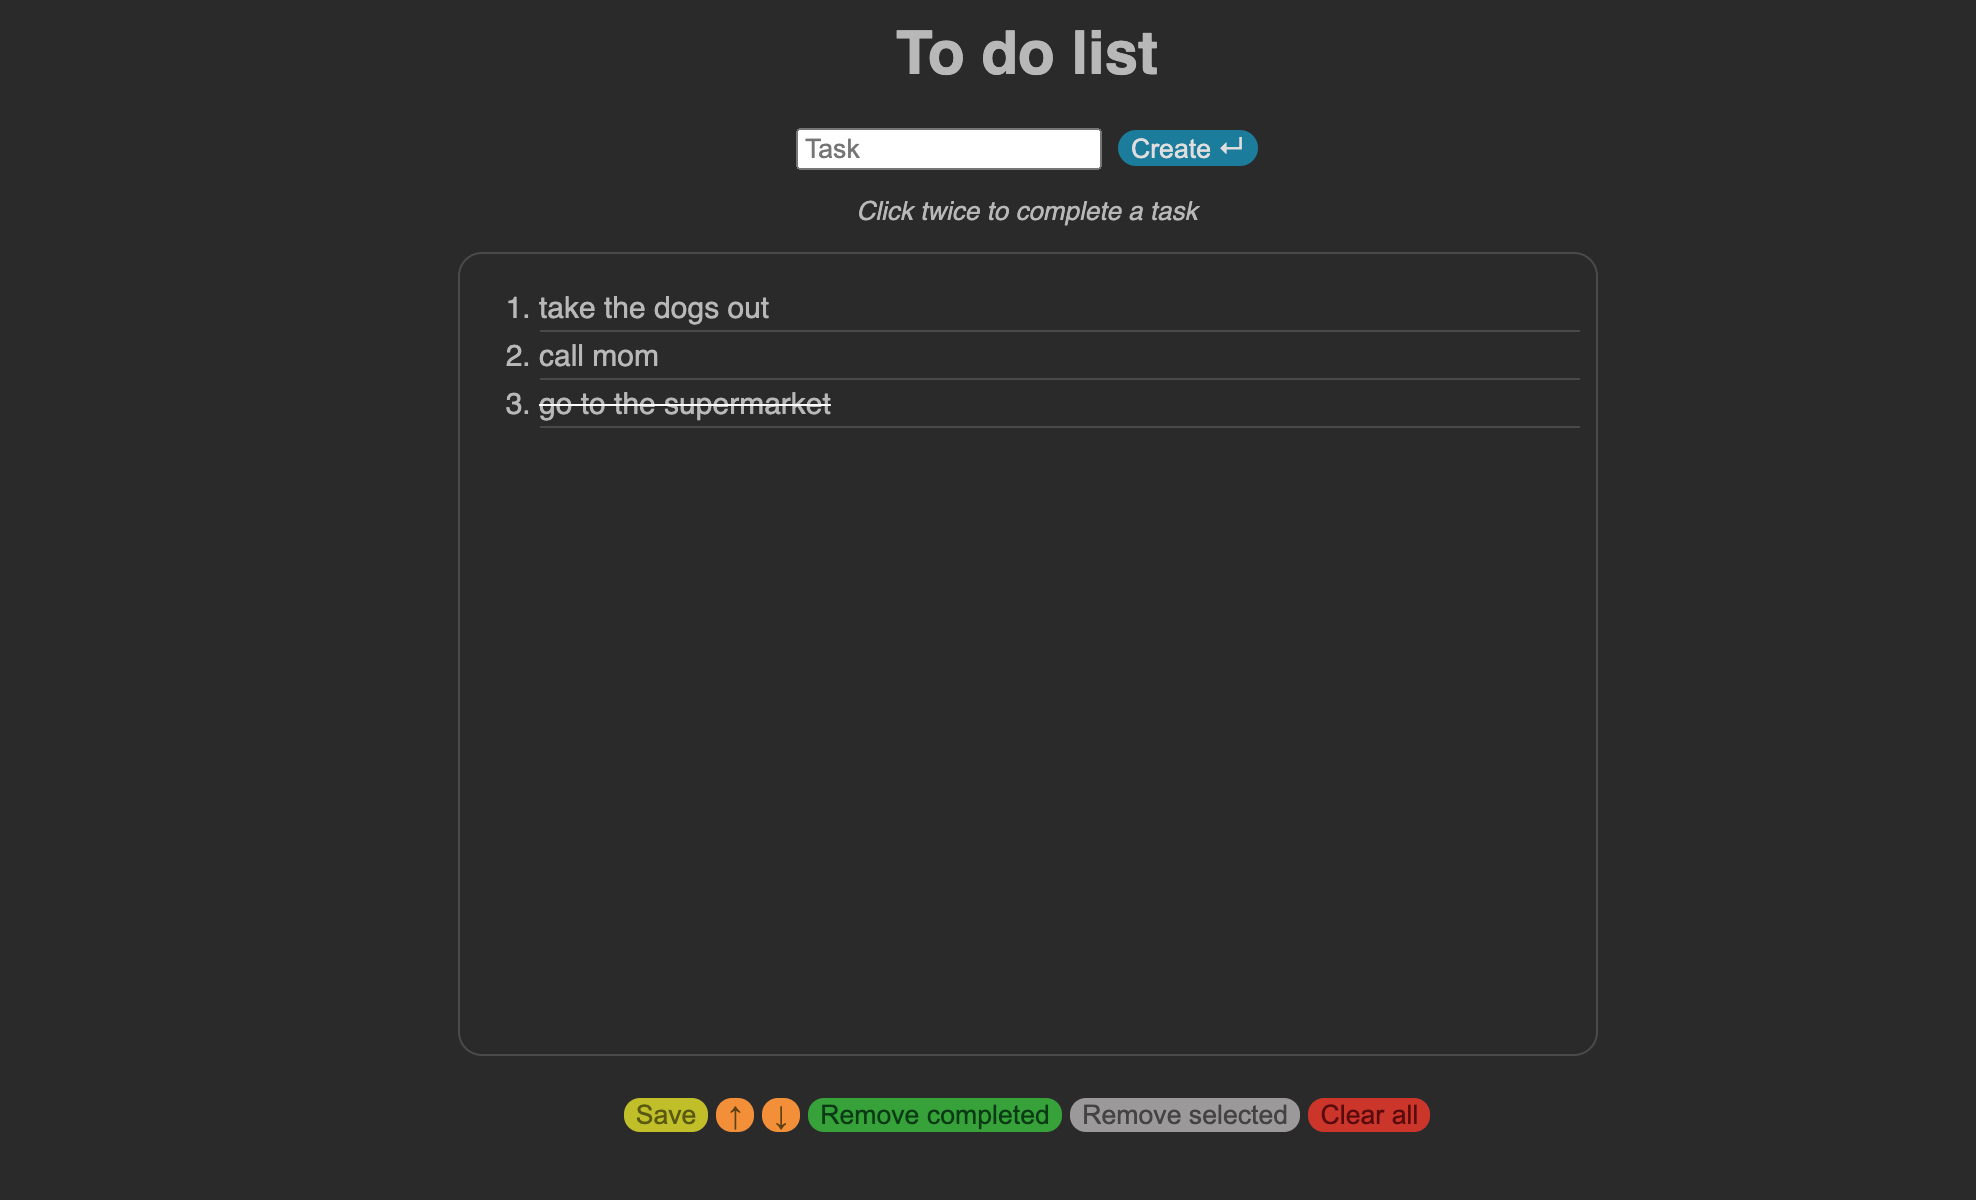 To do list
Task Create ↵
Click twice to complete a task
1. take the dogs out
2. call mom
3. go to the supermarket
Save ↑ ↓ Remove completed Remove selected Clear all